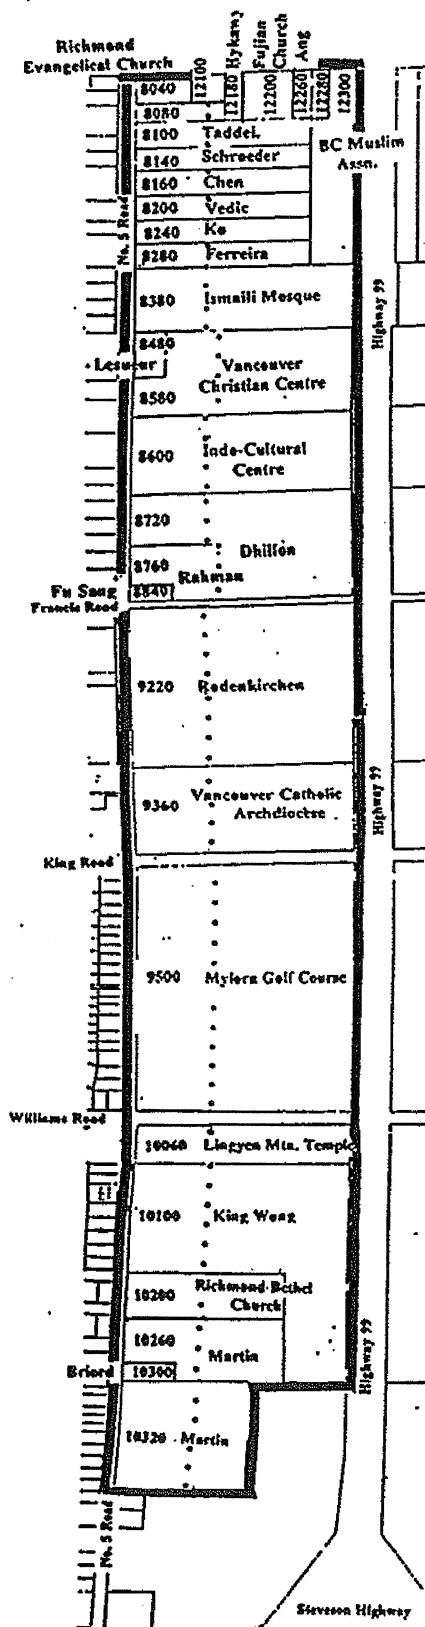 Richmond
Evangelical Church
8040
12100
12180 Hykawy
12200 Fujian Church
12260 Ang
12280
12300
8080
8100 Taddei
8140 Schroeder
BC Muslim
Assn.
8160 Chen
8200 Vedic
No. 5 Road
8240 Ko
8280 Ferreira
8380 Ismaili Mosque
Highway 99
8480
Lesueur
Vancouver
Christian Centre
8580
8600 Indo-Cultural
Centre
8720
Dhillon
8760
Rahman
Fu Sang 8840
Francis Road
9220 Rodenkirchen
9360 Vancouver Catholic
Archdiocese
Highway 99
King Road
9500 Mylora Golf Course
Williams Road
10060 Lingyen Mtn. Temple
10100 King Wong
10200 Richmond Bethel
Church
10260
Martin
Highway 99
Briord 10300
10320 Martin
No. 5 Road
Steveson Highway